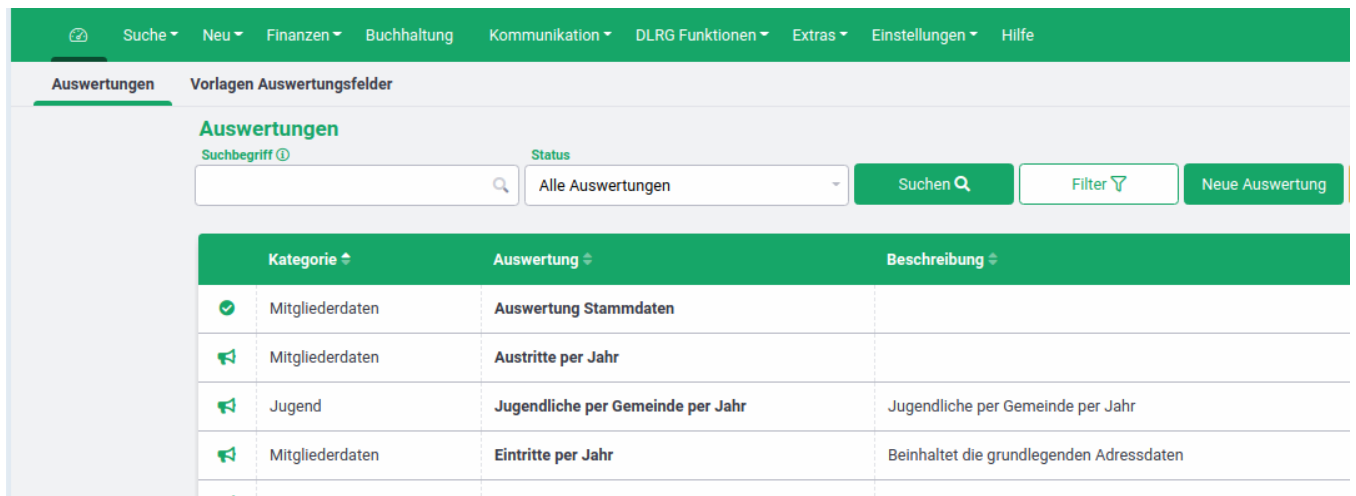 Suche Neu Finanzen Buchhaltung Kommunikation DLRG Funktionen Extras Einstellungen Hilfe
Auswertungen Vorlagen Auswertungsfelder
Auswertungen
Suchbegriff Status
Alle Auswertungen Suchen Filter Neue Auswertung
Kategorie Auswertung Beschreibung
Mitgliederdaten Auswertung Stammdaten
Mitgliederdaten Austritte per Jahr
Jugend Jugendliche per Gemeinde per Jahr Jugendliche per Gemeinde per Jahr
Mitgliederdaten Eintritte per Jahr Beinhaltet die grundlegenden Adressdaten